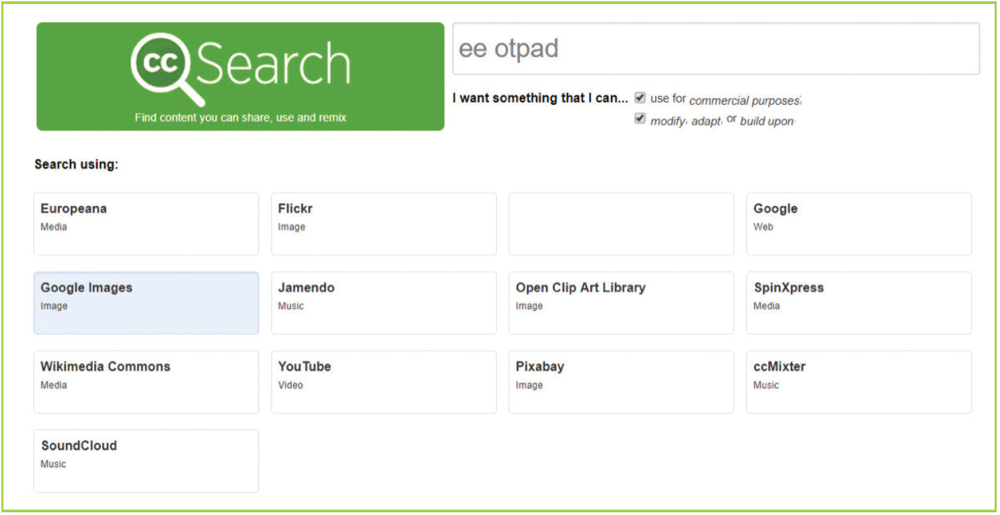 cc Search
Find content you can share, use and remix
ee otpad
I want something that I can... use for commercial purposes;
modify, adapt, or build upon.
Search using:
Europeana
Media
Flickr
Image
Google
Web
Google Images
Image
Jamendo
Music
Open Clip Art Library
Image
SpinXpress
Media
Wikimedia Commons
Media
YouTube
Video
Pixabay
Image
ccMixter
Music
SoundCloud
Music